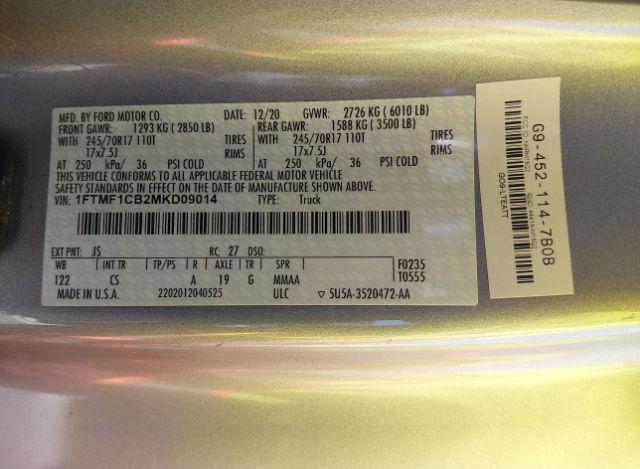 MFD. BY FORD MOTOR CO. 12/20 GVWR: 2726 KG ( 6010 LB)
FRONT GAWR: 1293 KG ( 2850 LB) REAR GAWR: 1588 KG ( 3500 LB)
WITH 245/70R17 110T TIRES WITH 245/70R17 110T TIRES
17x7.5J RIMS 17x7.5J RIMS
AT 250 kPa/ 36 PSI COLD AT 250 kPa/ 36 PSI COLD
THIS VEHICLE CONFORMS TO ALL APPLICABLE FEDERAL MOTOR VEHICLE
SAFETY STANDARDS IN EFFECT ON THE DATE OF MANUFACTURE SHOWN ABOVE.
VIN: 1FTMF1CB2MKD09014 TYPE: Truck
EXT PNT: JS RC: 27 DSO:
WB INT TR TP/PS R AXLE TR SPR F0235
122 CS A 19 G MMAA T0555
MADE IN U.S.A. 2202012040525 ULC 5U5A-3520472-AA
G9-452-114-7B0B
GO9-LTEATT